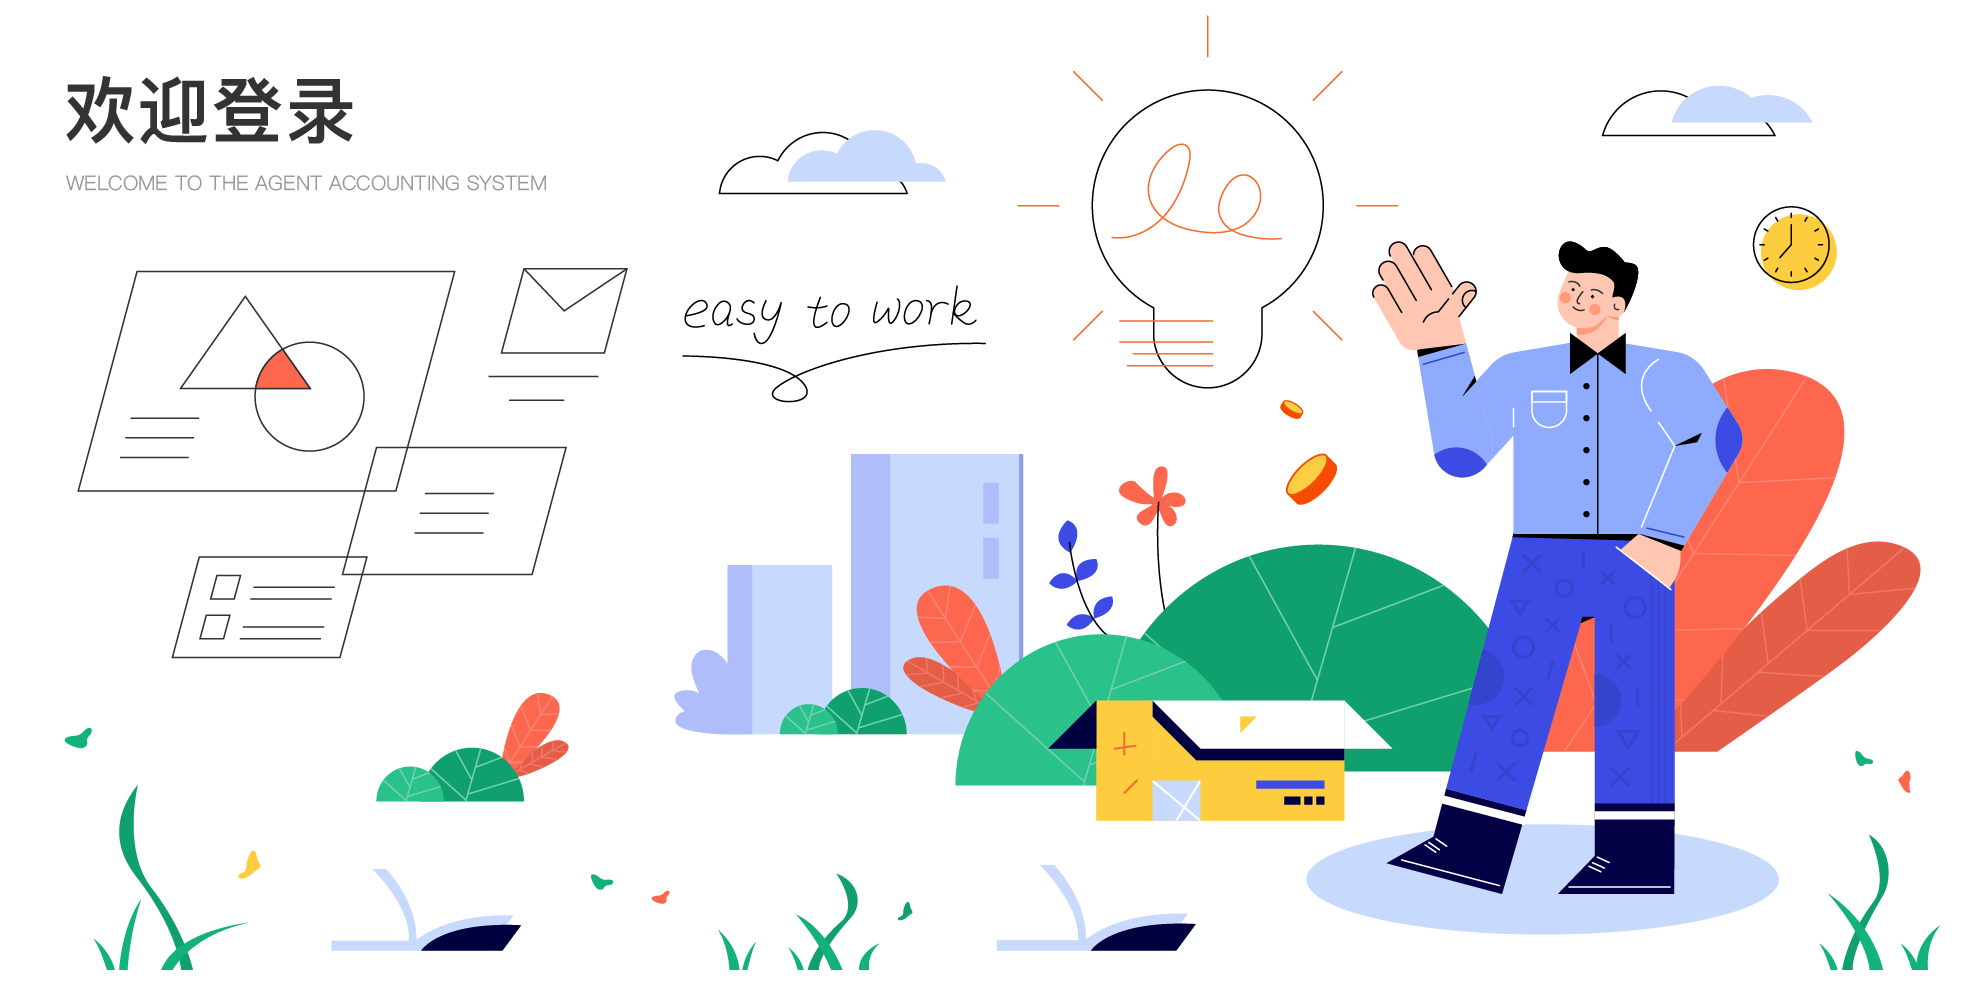 欢迎登录
WELCOME TO THE AGENT ACCOUNTING SYSTEM
easy to work